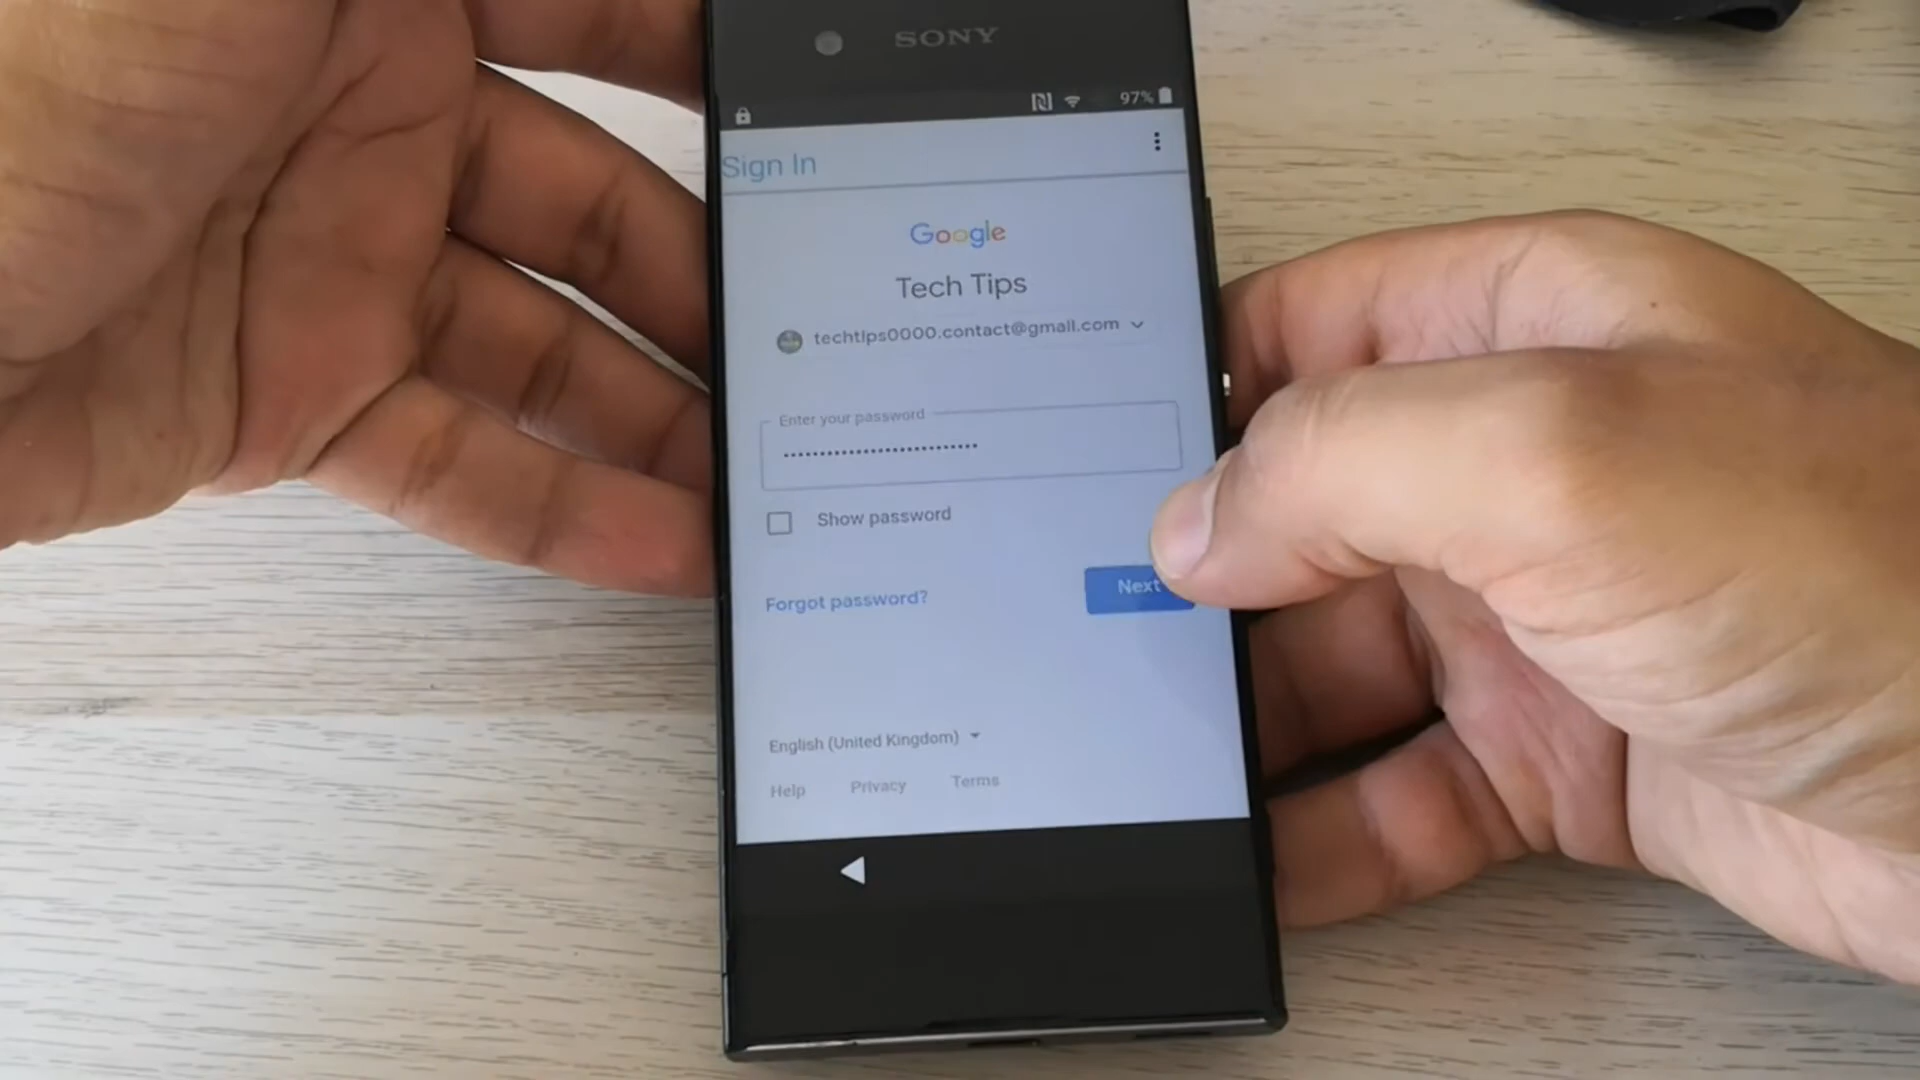 SONY
97%
Sign In
Google
Tech Tips
techtips0000.contact@gmail.com
Enter your password
Show password
Forgot password?
Next
English (United Kingdom)
Help Privacy Terms